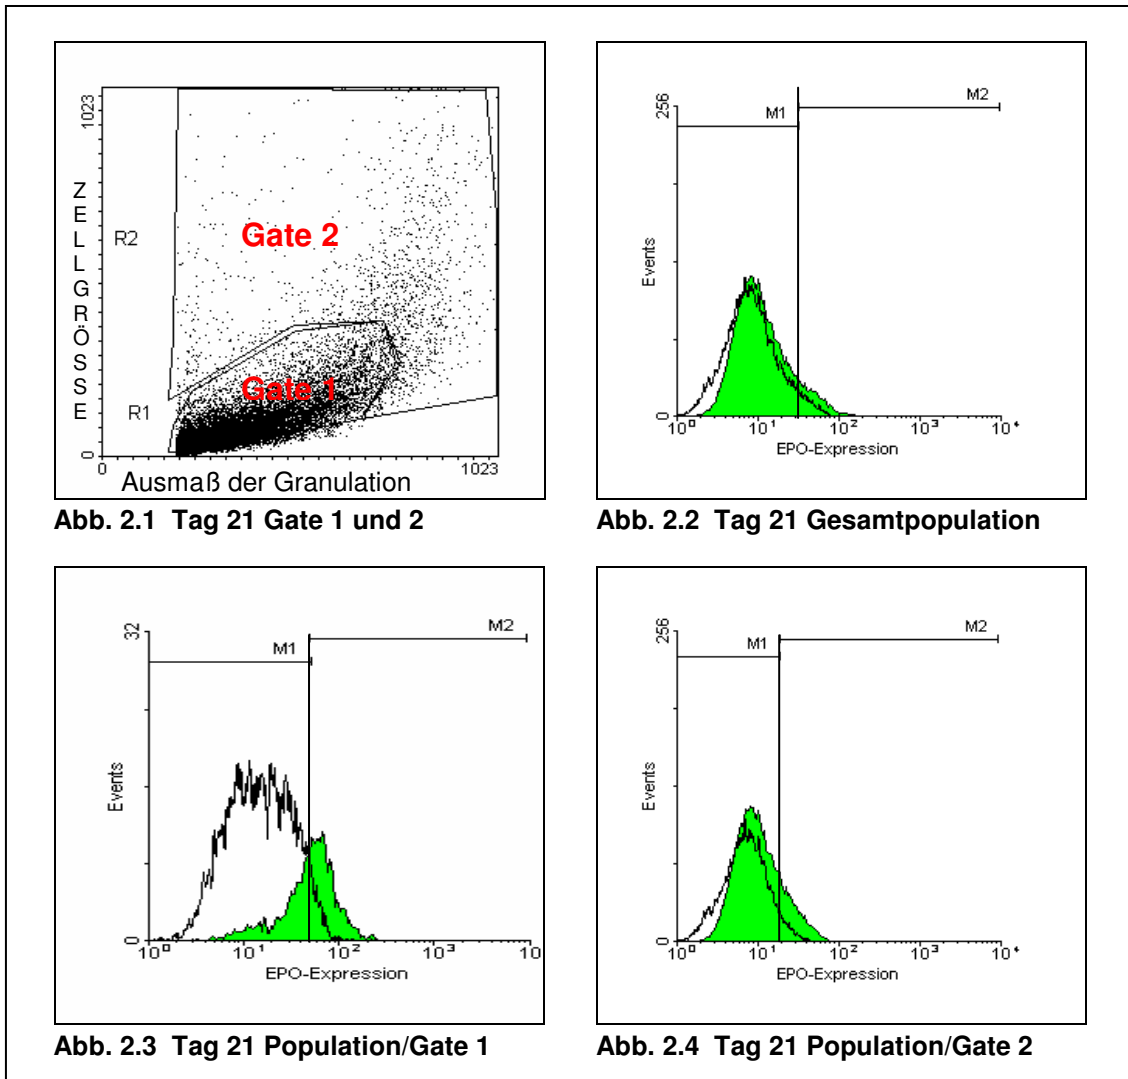 1023
ZELLGRÖSSE
R2
Gate 2
R1
Gate 1
0
0
1023
Ausmaß der Granulation
Abb. 2.1 Tag 21 Gate 1 und 2
256
M1
M2
Events
0
10⁰ 10¹ 10² 10³ 10⁴
EPO-Expression
Abb. 2.2 Tag 21 Gesamtpopulation
32
M1
M2
Events
0
10⁰ 10¹ 10² 10³ 10
EPO-Expression
Abb. 2.3 Tag 21 Population/Gate 1
256
M1
M2
Events
0
10⁰ 10¹ 10² 10³ 10⁴
EPO-Expression
Abb. 2.4 Tag 21 Population/Gate 2